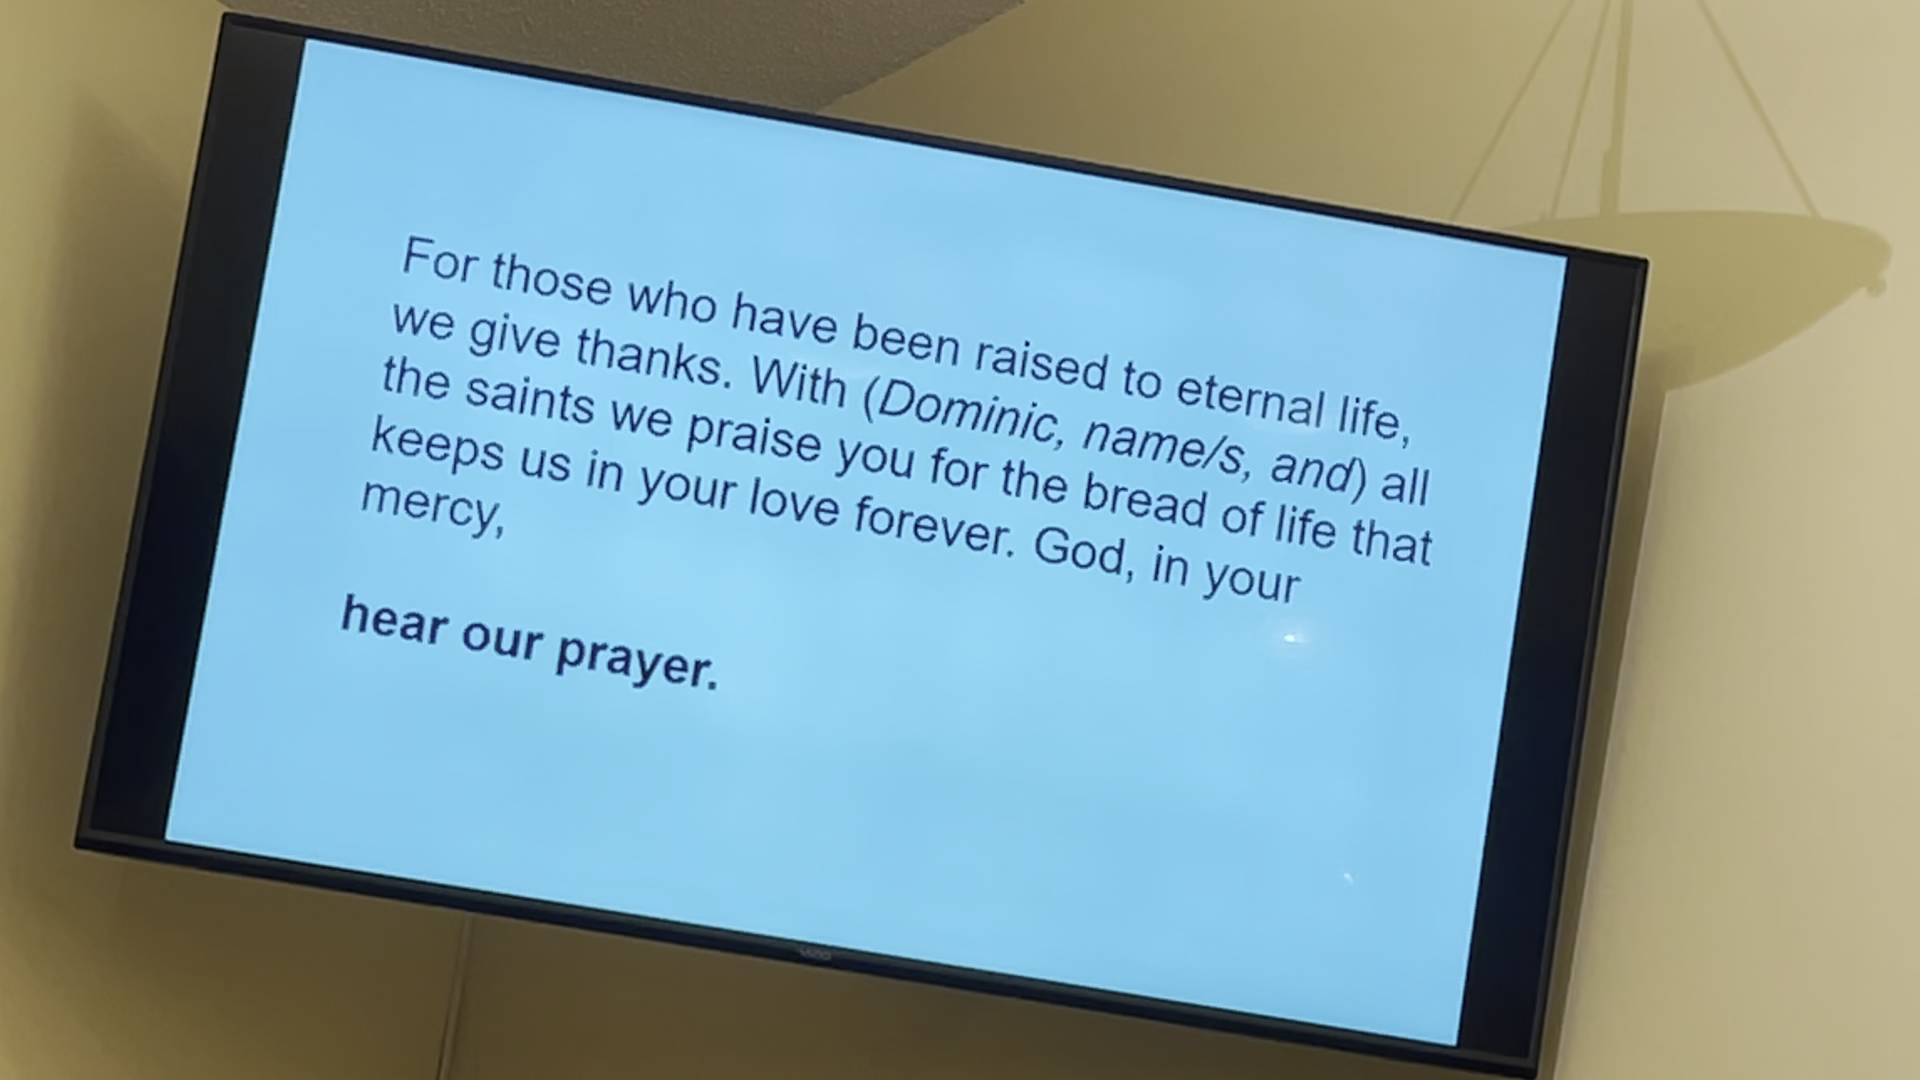 For those who have been raised to eternal life,
we give thanks. With (Dominic, name/s, and) all
the saints we praise you for the bread of life that
keeps us in your love forever. God, in your
mercy,
hear our prayer.